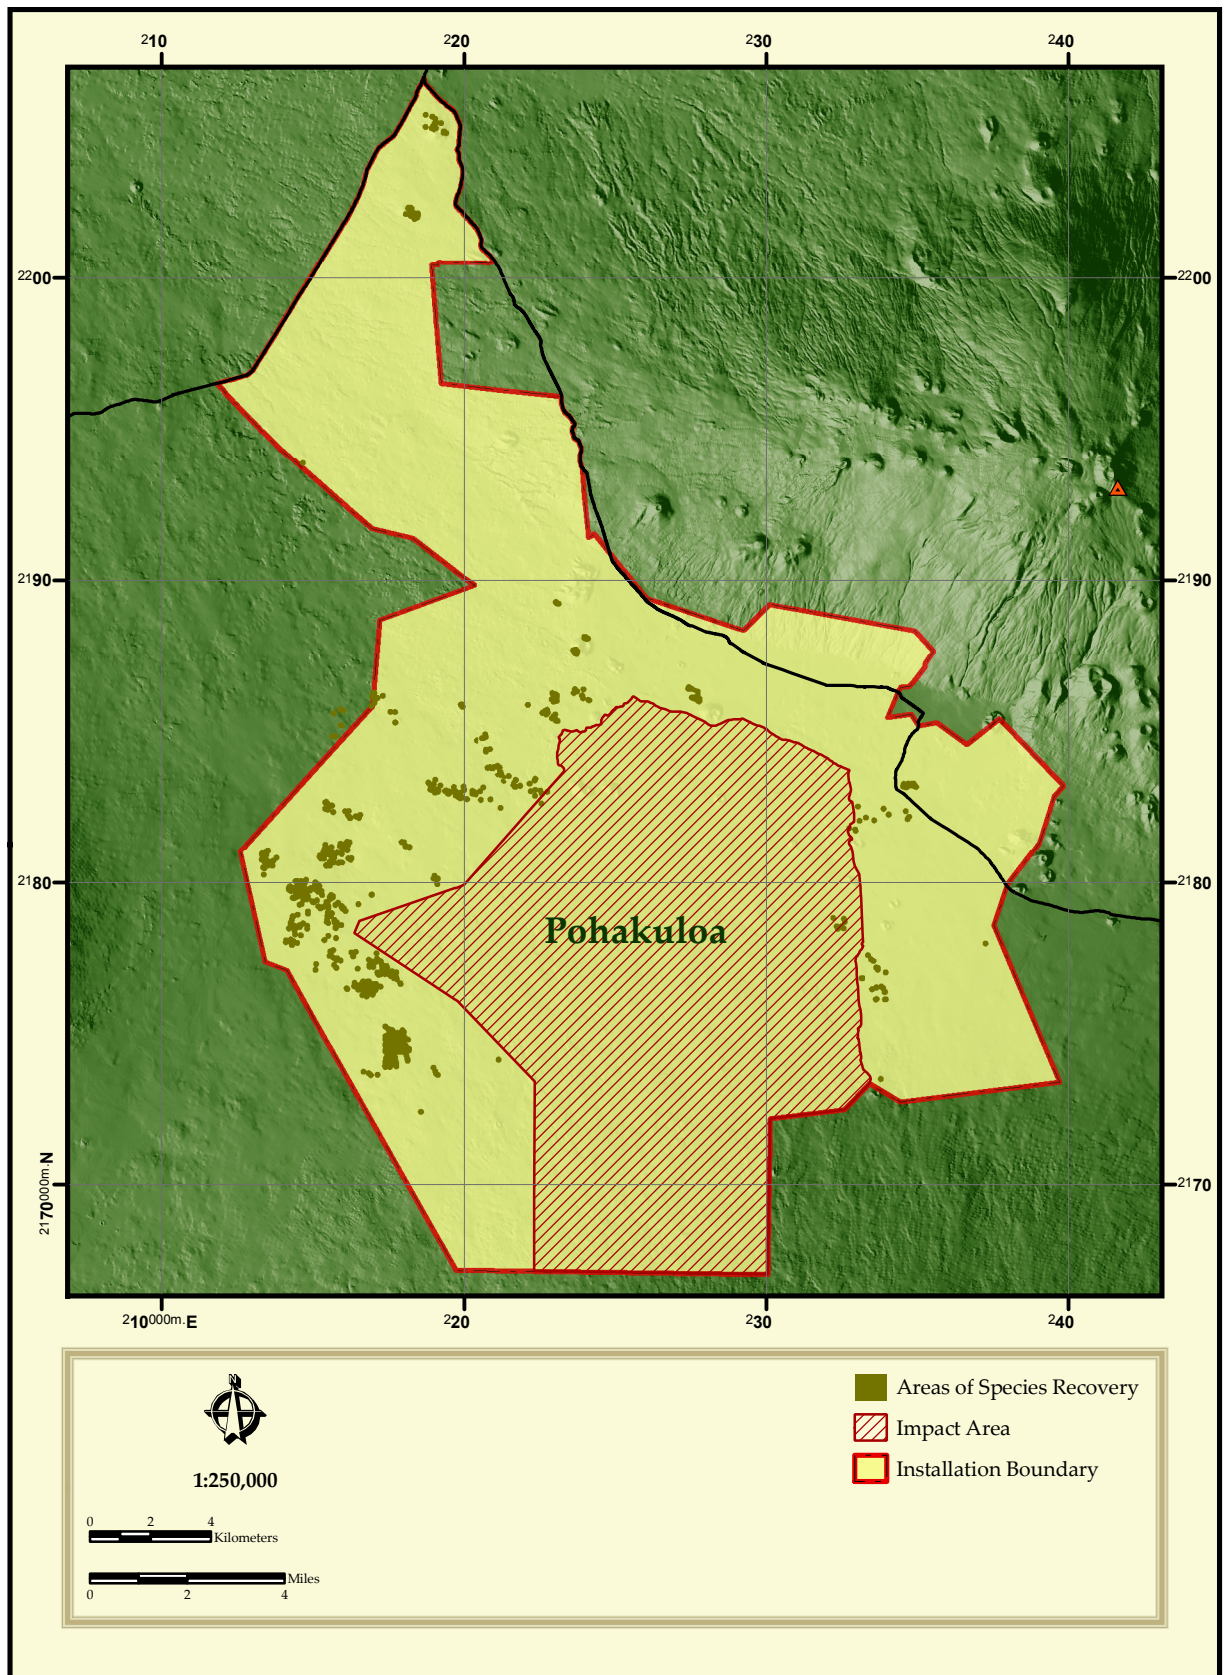 210 220 230 240
2200 2200
2190 2190
2180 2180
Pohakuloa
2170000m.N 2170
210000m.E 220 230 240
N
Areas of Species Recovery
Impact Area
Installation Boundary
1:250,000
0 2 4
Kilometers
Miles
0 2 4